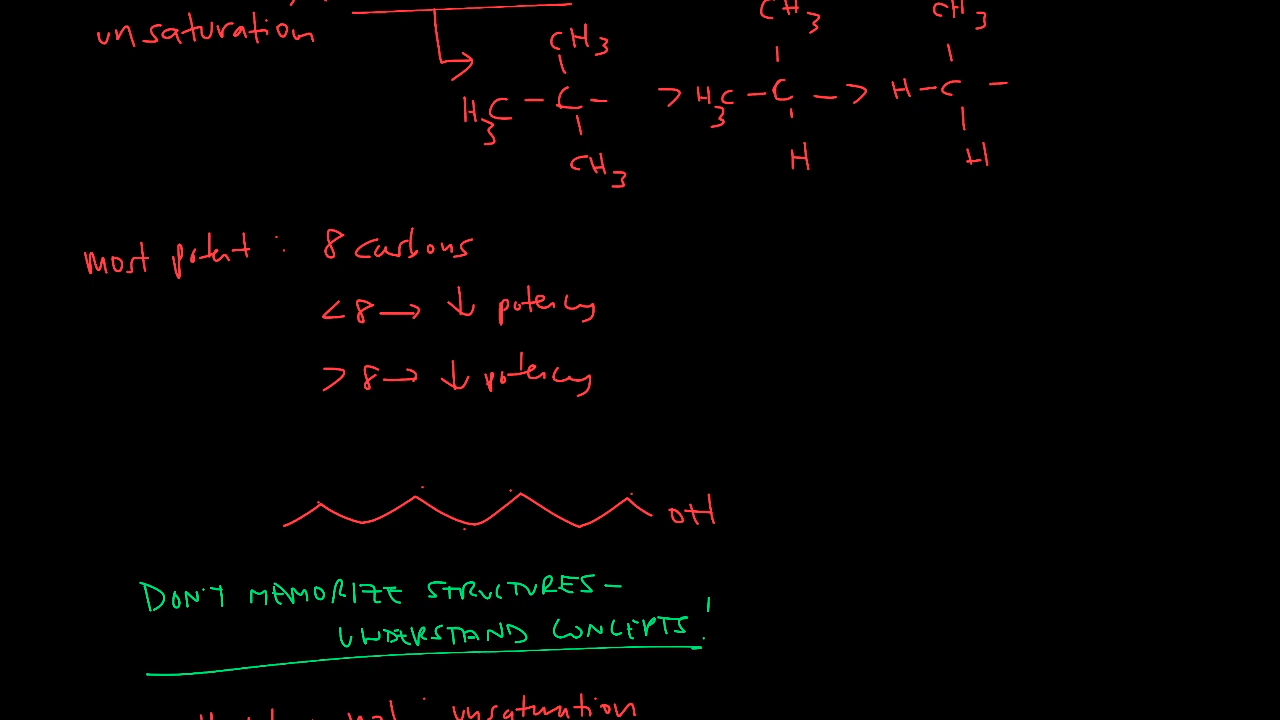 unsaturation
CH3 CH3 CH3
H3C - C - > H3C - C - > H - C -
CH3 H H
most potent : 8 carbons
< 8 → ↓ potency
> 8 → ↓ potency
OH
DON'T MEMORIZE STRUCTURES -
UNDERSTAND CONCEPTS!
unsaturation